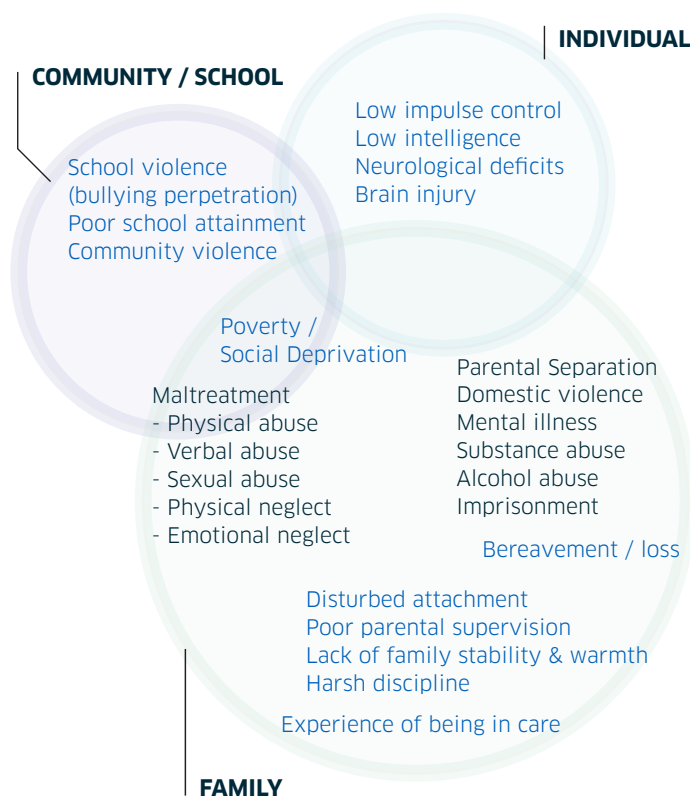 INDIVIDUAL
COMMUNITY / SCHOOL
Low impulse control
Low intelligence
Neurological deficits
Brain injury
School violence
(bullying perpetration)
Poor school attainment
Community violence
Poverty /
Social Deprivation
Maltreatment
- Physical abuse
- Verbal abuse
- Sexual abuse
- Physical neglect
- Emotional neglect
Parental Separation
Domestic violence
Mental illness
Substance abuse
Alcohol abuse
Imprisonment
Bereavement / loss
Disturbed attachment
Poor parental supervision
Lack of family stability & warmth
Harsh discipline
Experience of being in care
FAMILY